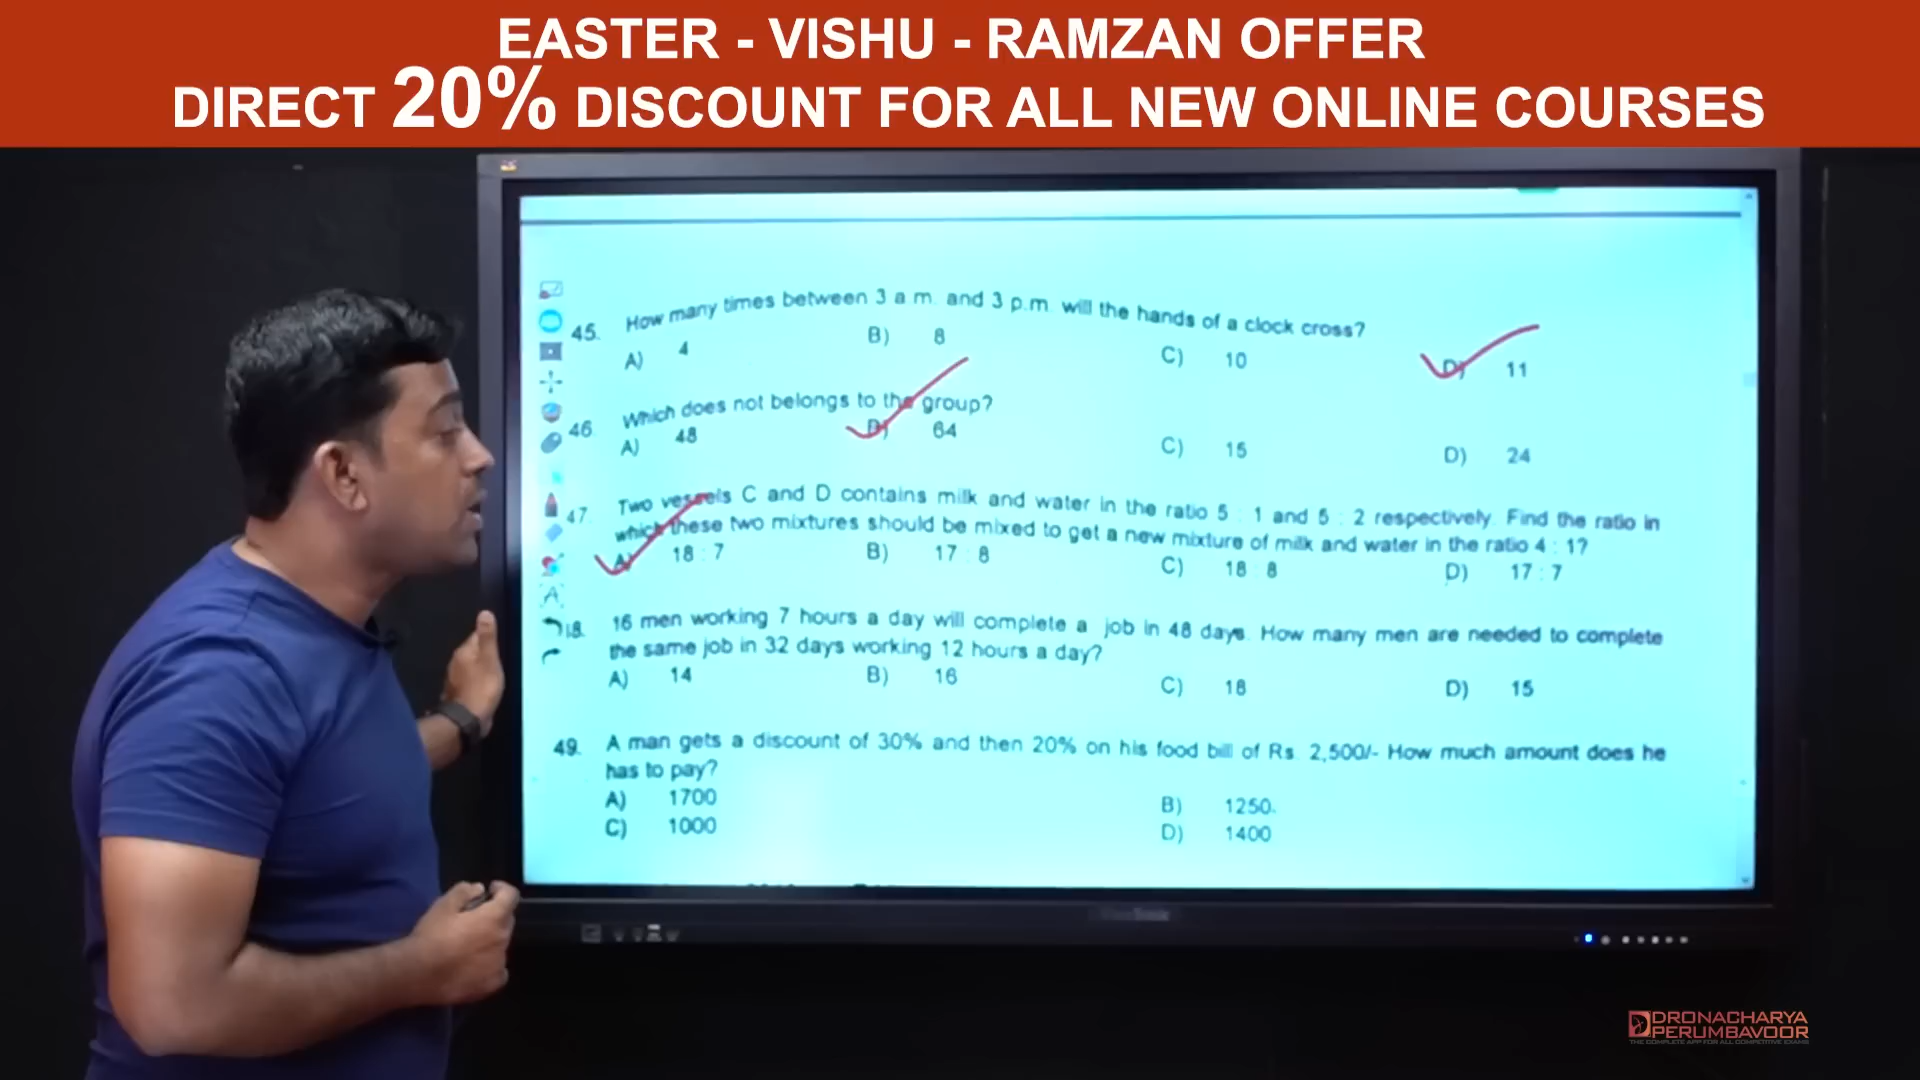 EASTER - VISHU - RAMZAN OFFER
DIRECT 20% DISCOUNT FOR ALL NEW ONLINE COURSES
45. How many times between 3 a.m. and 3 p.m. will the hands of a clock cross?
A) 4 B) 8 C) 10 D) 11
46. Which does not belongs to the group?
A) 48 B) 64 C) 15 D) 24
47. Two vessels C and D contains milk and water in the ratio 5 : 1 and 5 : 2 respectively. Find the ratio in
which these two mixtures should be mixed to get a new mixture of milk and water in the ratio 4 : 1?
A) 18 : 7 B) 17 : 8 C) 18 : 8 D) 17 : 7
18. 16 men working 7 hours a day will complete a job in 48 days. How many men are needed to complete
the same job in 32 days working 12 hours a day?
A) 14 B) 16 C) 18 D) 15
49. A man gets a discount of 30% and then 20% on his food bill of Rs. 2,500/- How much amount does he
has to pay?
A) 1700 B) 1250.
C) 1000 D) 1400
DRONACHARYA
PERUMBAVOOR
THE COMPLETE APP FOR ALL COMPETITIVE EXAMS